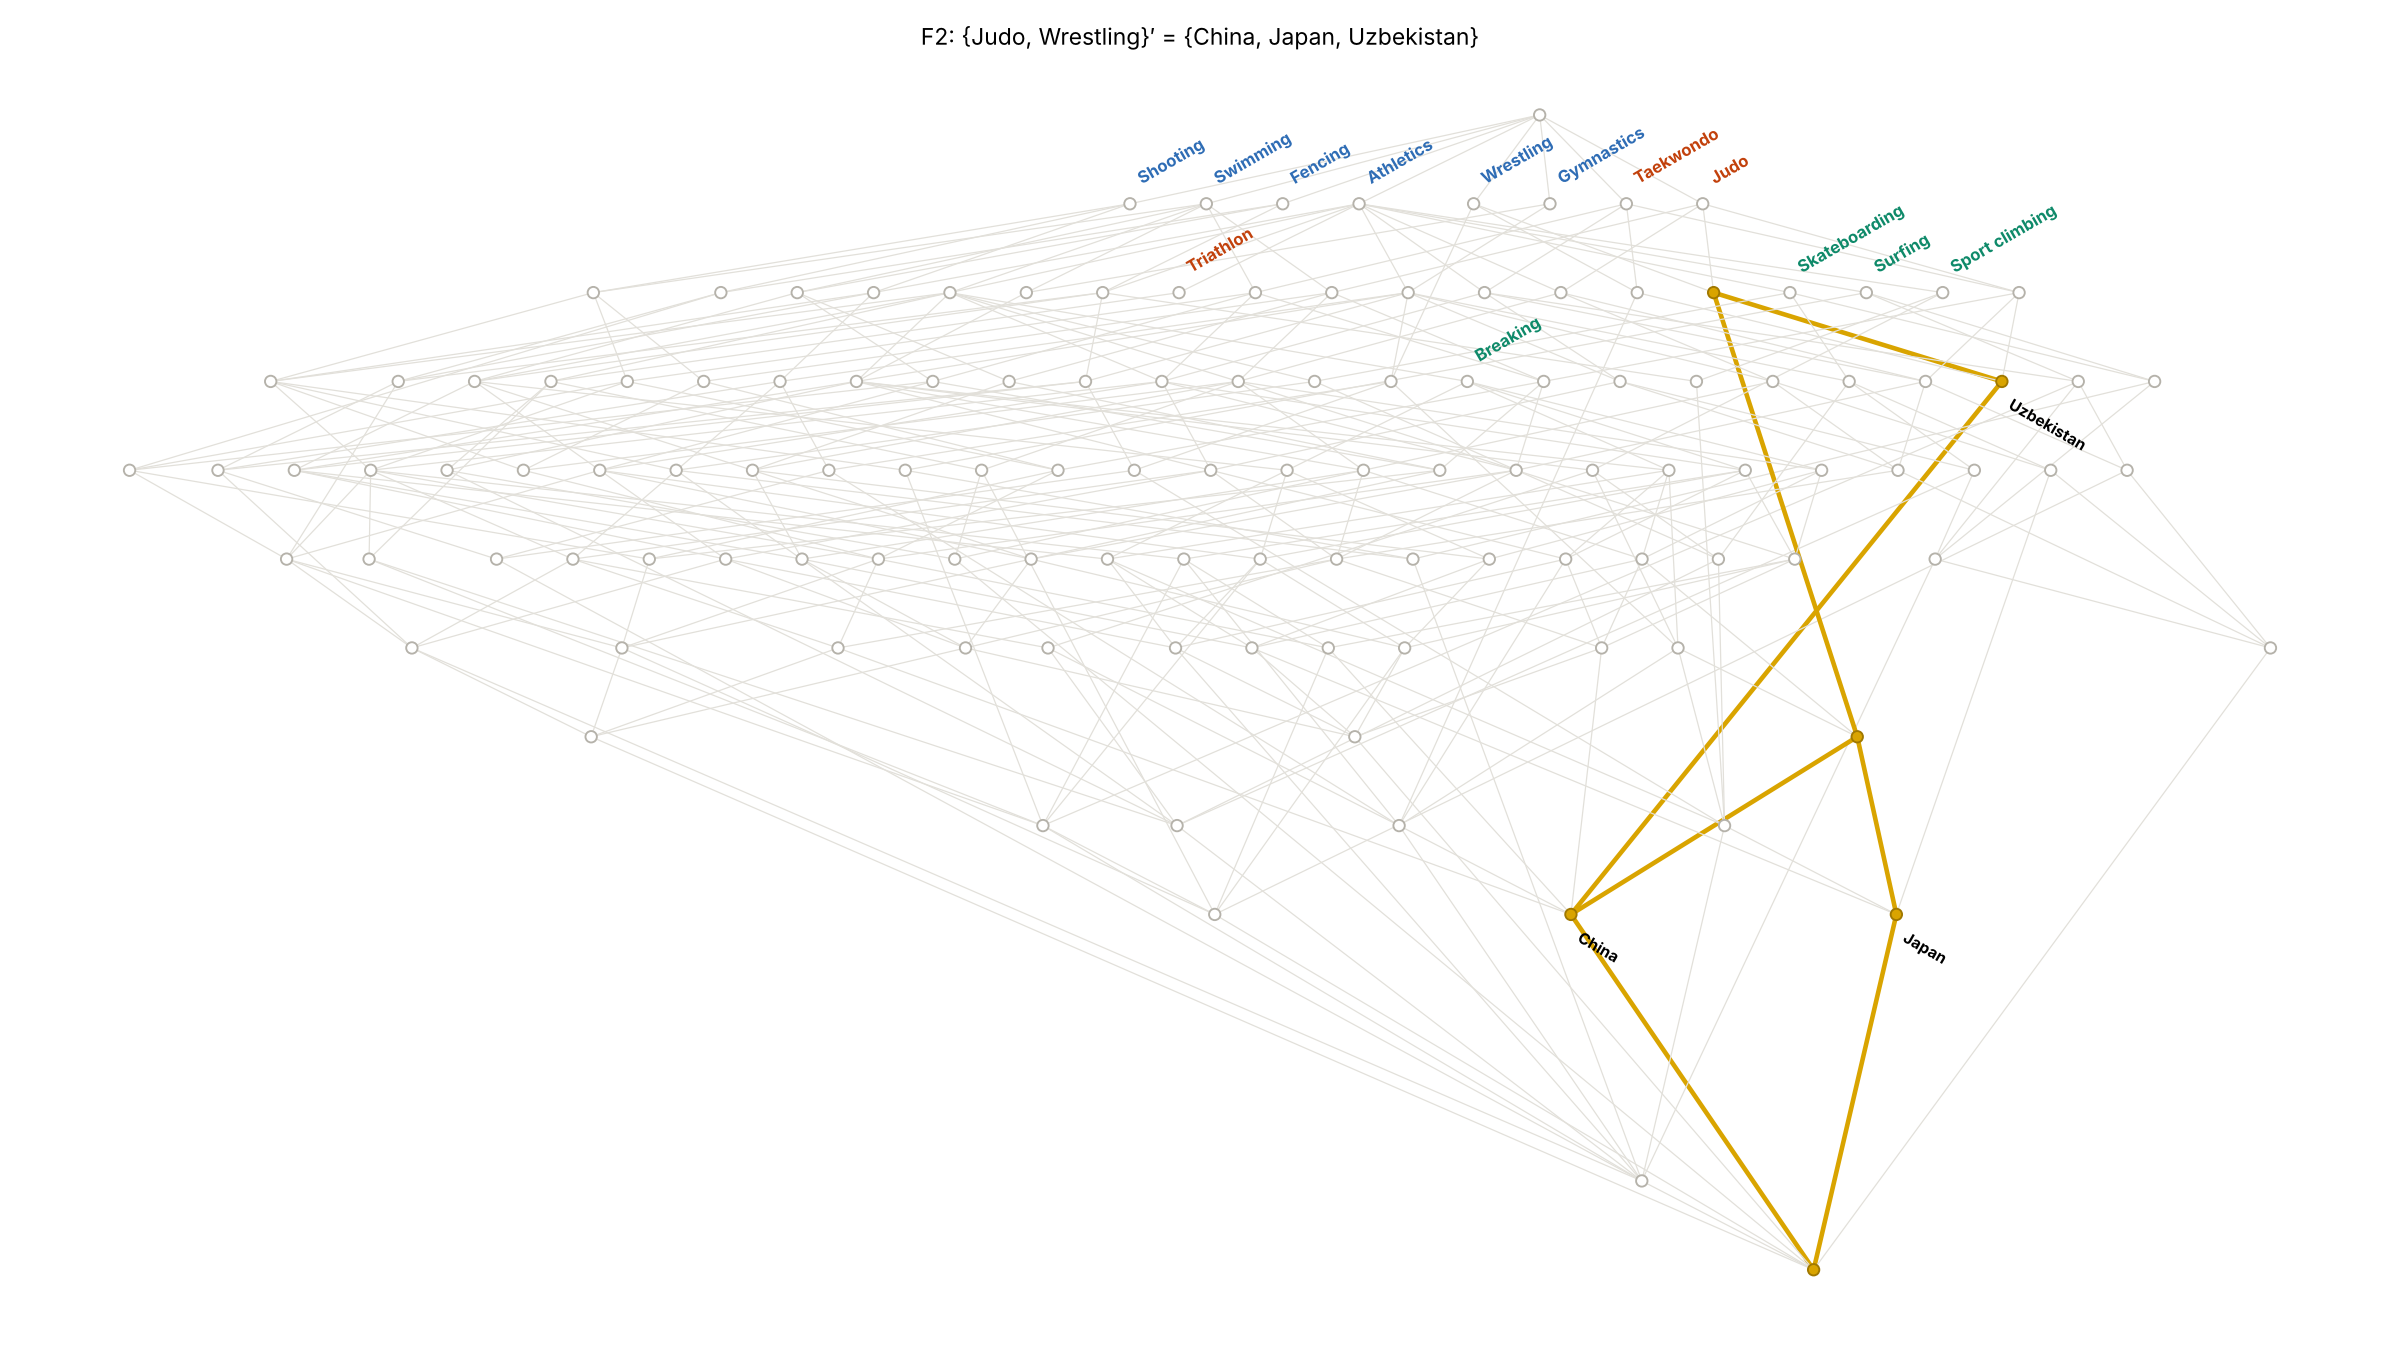 F2: {Judo, Wrestling}′ = {China, Japan, Uzbekistan}
Shooting
Swimming
Fencing
Athletics
Wrestling
Gymnastics
Taekwondo
Judo
Triathlon
Skateboarding
Surfing
Sport climbing
Breaking
Uzbekistan
China
Japan